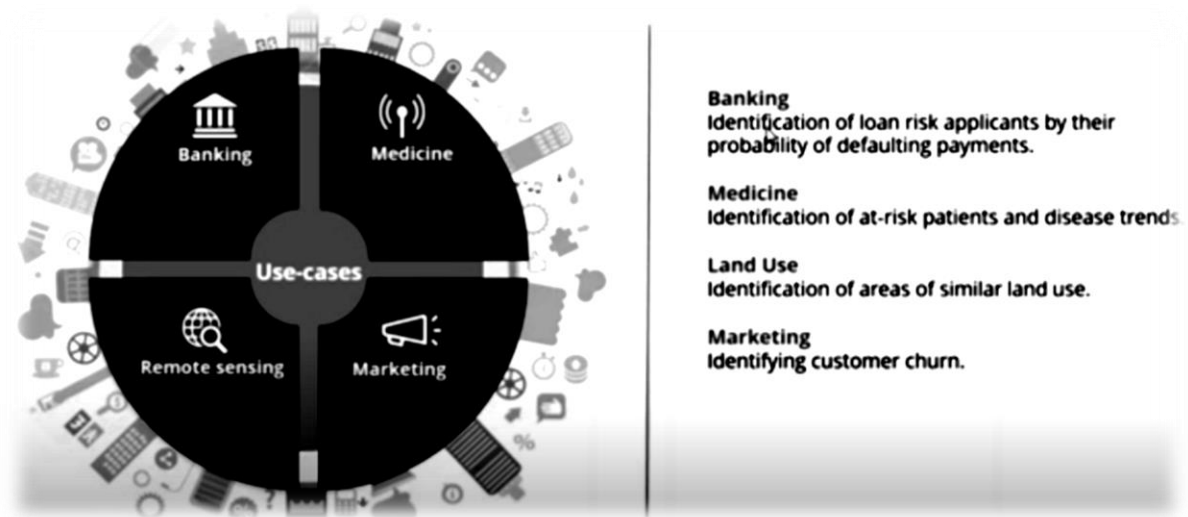 Banking
Medicine
Use-cases
Remote sensing
Marketing
Banking
Identification of loan risk applicants by their
probability of defaulting payments.
Medicine
Identification of at-risk patients and disease trends.
Land Use
Identification of areas of similar land use.
Marketing
Identifying customer churn.